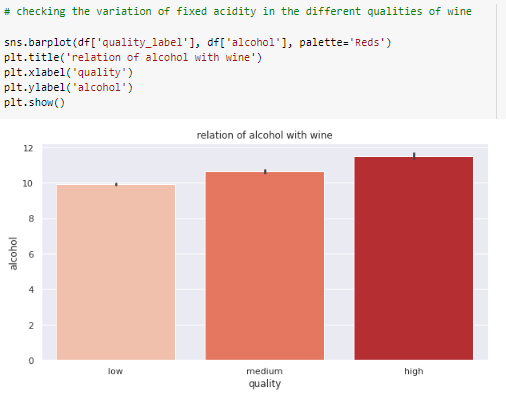 # checking the variation of fixed acidity in the different qualities of wine
sns.barplot(df['quality_label'], df['alcohol'], palette='Reds')
plt.title('relation of alcohol with wine')
plt.xlabel('quality')
plt.ylabel('alcohol')
plt.show()
relation of alcohol with wine
12
10
8
6
4
2
0
alcohol
low medium high
quality